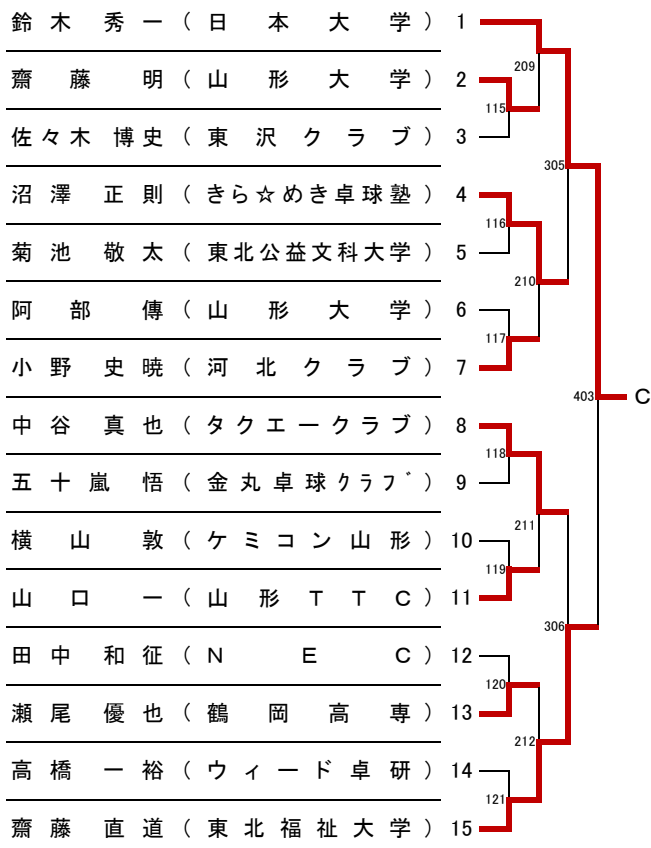 鈴木 秀一 ( 日本大学 ) 1
209
齋藤 明 ( 山形大学 ) 2
115
佐々木 博史 ( 東沢クラブ ) 3
305
沼澤 正則 ( きら☆めき卓球塾 ) 4
116
菊池 敬太 ( 東北公益文科大学 ) 5
210
阿部 傳 ( 山形大学 ) 6
117
小野 史暁 ( 河北クラブ ) 7
403 C
中谷 真也 ( タクエークラブ ) 8
118
五十嵐 悟 ( 金丸卓球クラブ ) 9
211
横山 敦 ( ケミコン山形 ) 10
119
山口 一 ( 山形TTC ) 11
306
田中 和征 ( NEC ) 12
120
瀬尾 優也 ( 鶴岡高専 ) 13
212
高橋 一裕 ( ウィード卓研 ) 14
121
齋藤 直道 ( 東北福祉大学 ) 15